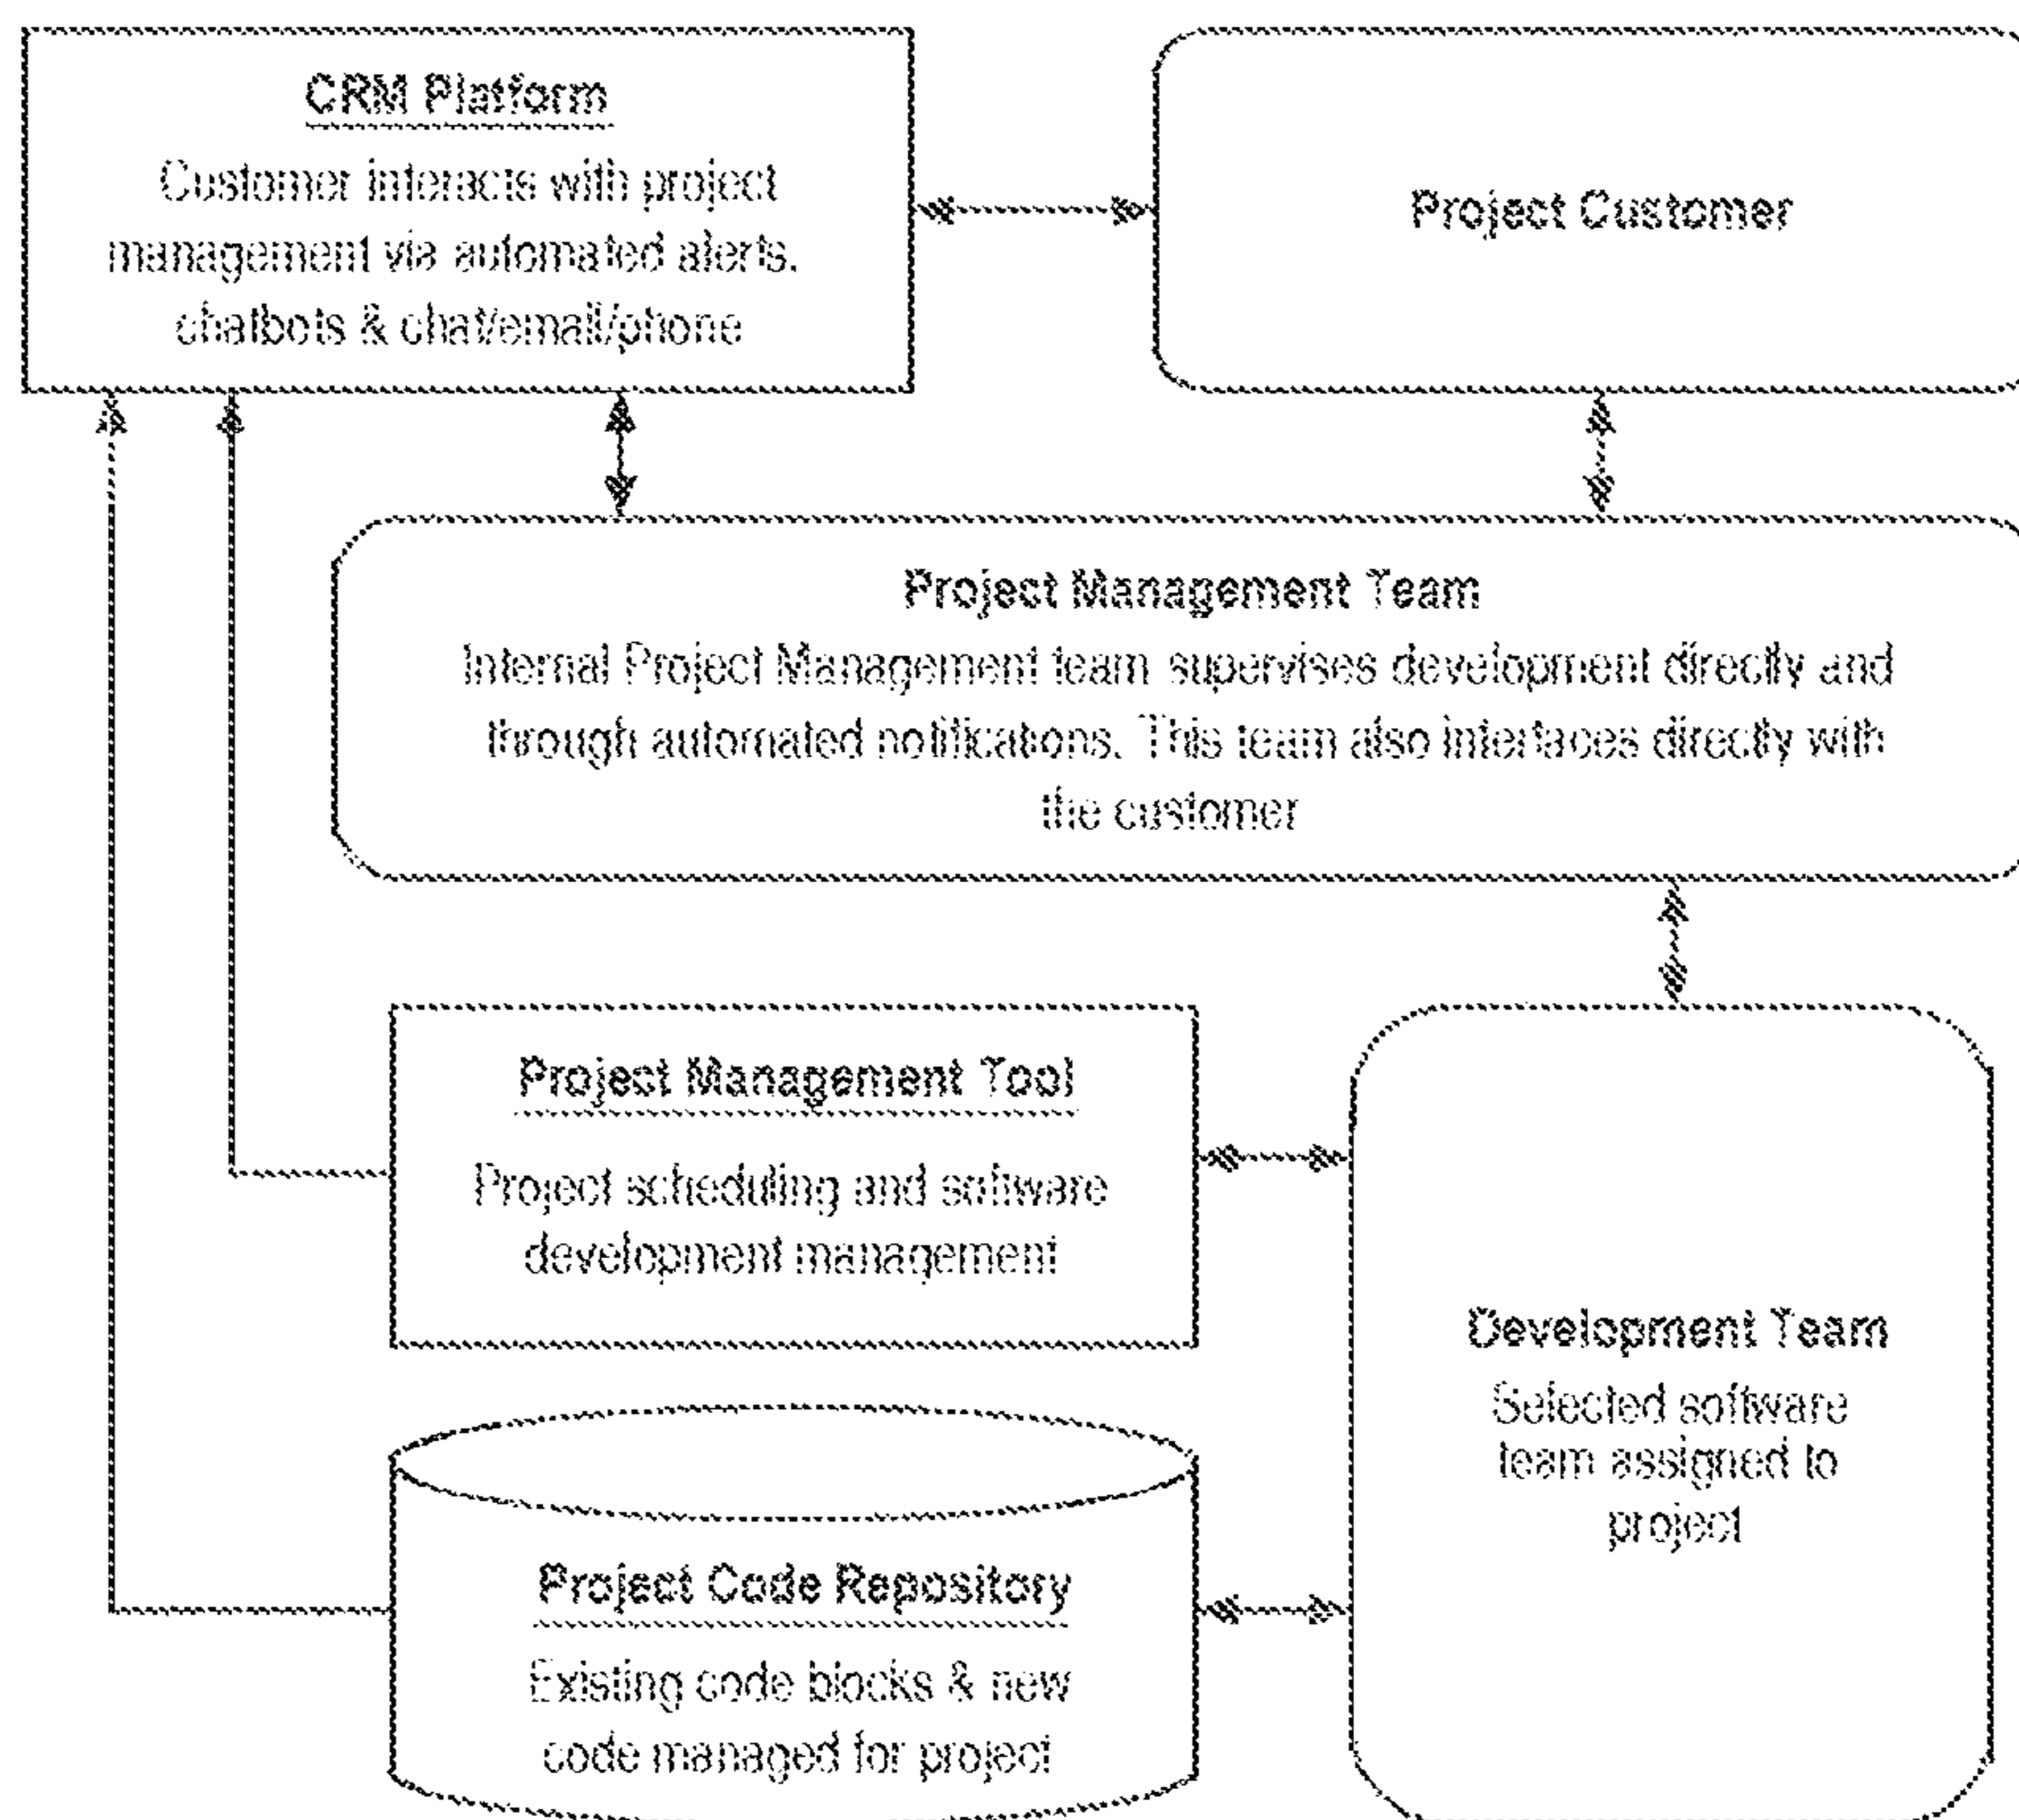 CRM Platform
Customer interacts with project
management via automated alerts,
chatbots & chat/email/phone
Project Customer
Project Management Team
Internal Project Management team supervises development directly and
through automated notifications. This team also interfaces directly with
the customer
Project Management Tool
Project scheduling and software
development management
Development Team
Selected software
team assigned to
project
Project Code Repository
Existing code blocks & new
code managed for project